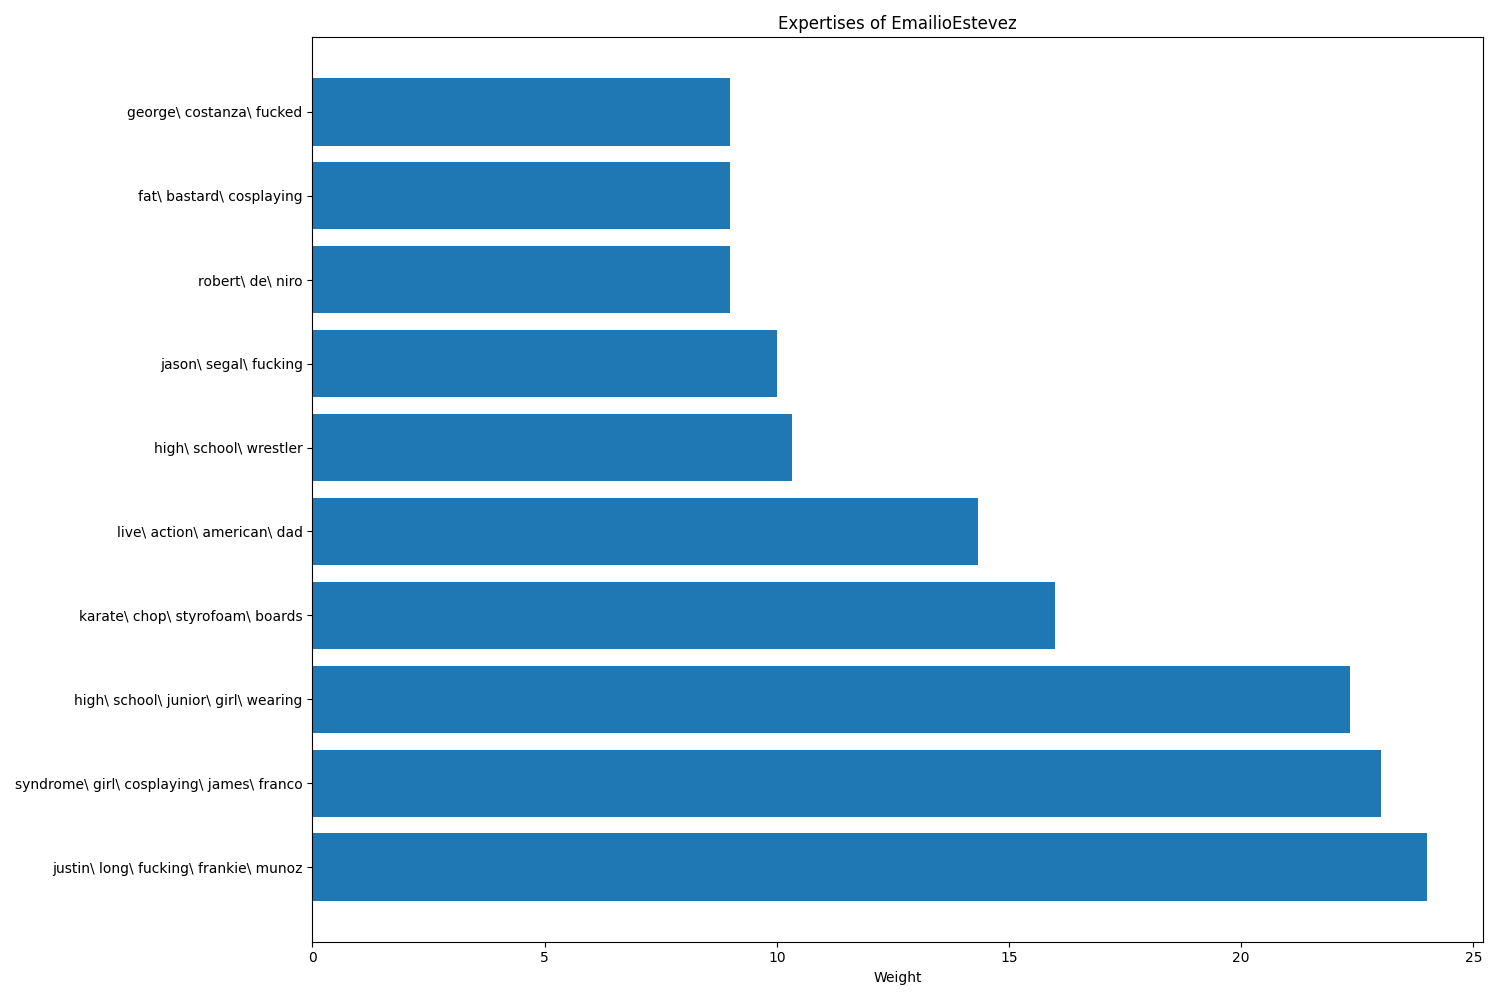 Expertises of EmailioEstevez
george\ costanza\ fucked
fat\ bastard\ cosplaying
robert\ de\ niro
jason\ segal\ fucking
high\ school\ wrestler
live\ action\ american\ dad
karate\ chop\ styrofoam\ boards
high\ school\ junior\ girl\ wearing
syndrome\ girl\ cosplaying\ james\ franco
justin\ long\ fucking\ frankie\ munoz
0 5 10 15 20 25
Weight